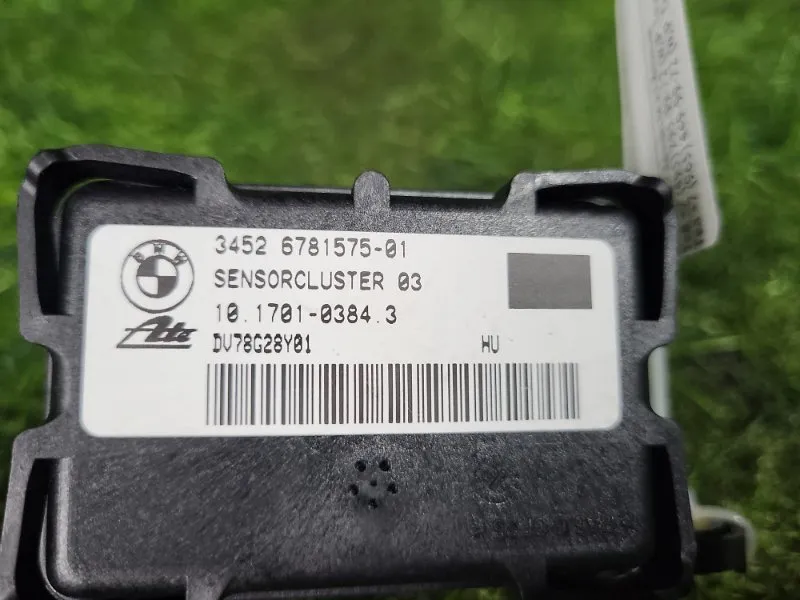 BMW
3452 6781575-01
SENSORCLUSTER 03
10.1701-0384.3
Ate
DV78G28Y01
HU